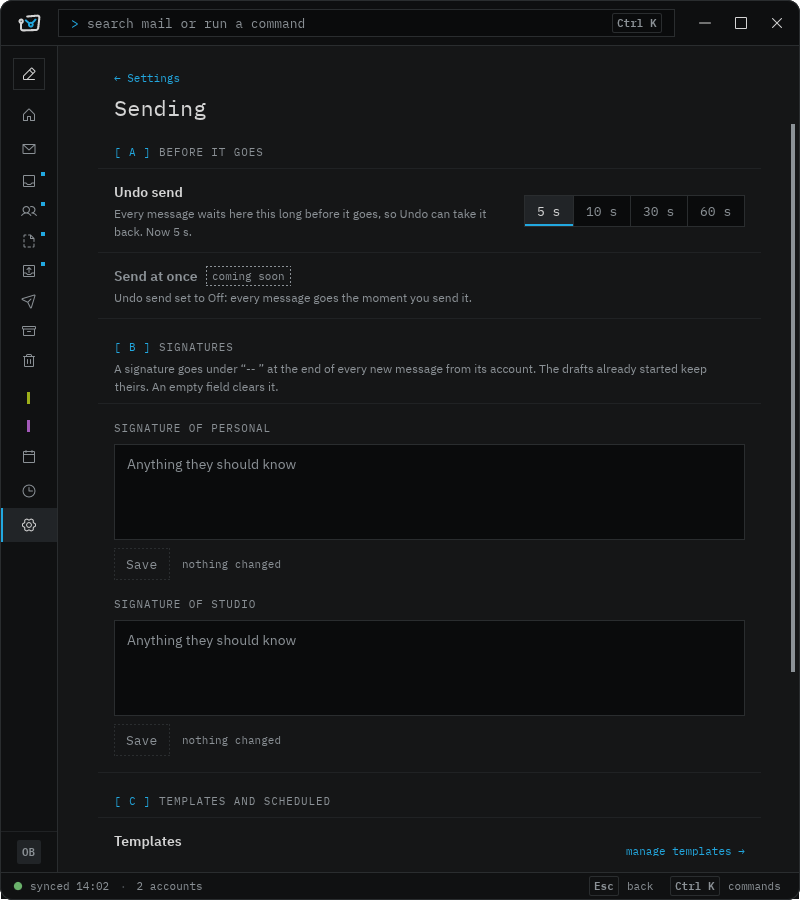 > search mail or run a command
Ctrl K
← Settings
Sending
[ A ] BEFORE IT GOES
Undo send
Every message waits here this long before it goes, so Undo can take it
back. Now 5 s.
5 s
10 s
30 s
60 s
Send at once
coming soon
Undo send set to Off: every message goes the moment you send it.
[ B ] SIGNATURES
A signature goes under “-- ” at the end of every new message from its account. The drafts already started keep
theirs. An empty field clears it.
SIGNATURE OF PERSONAL
Anything they should know
Save
nothing changed
SIGNATURE OF STUDIO
Anything they should know
Save
nothing changed
[ C ] TEMPLATES AND SCHEDULED
Templates
manage templates →
OB
synced 14:02 · 2 accounts
Esc back
Ctrl K commands